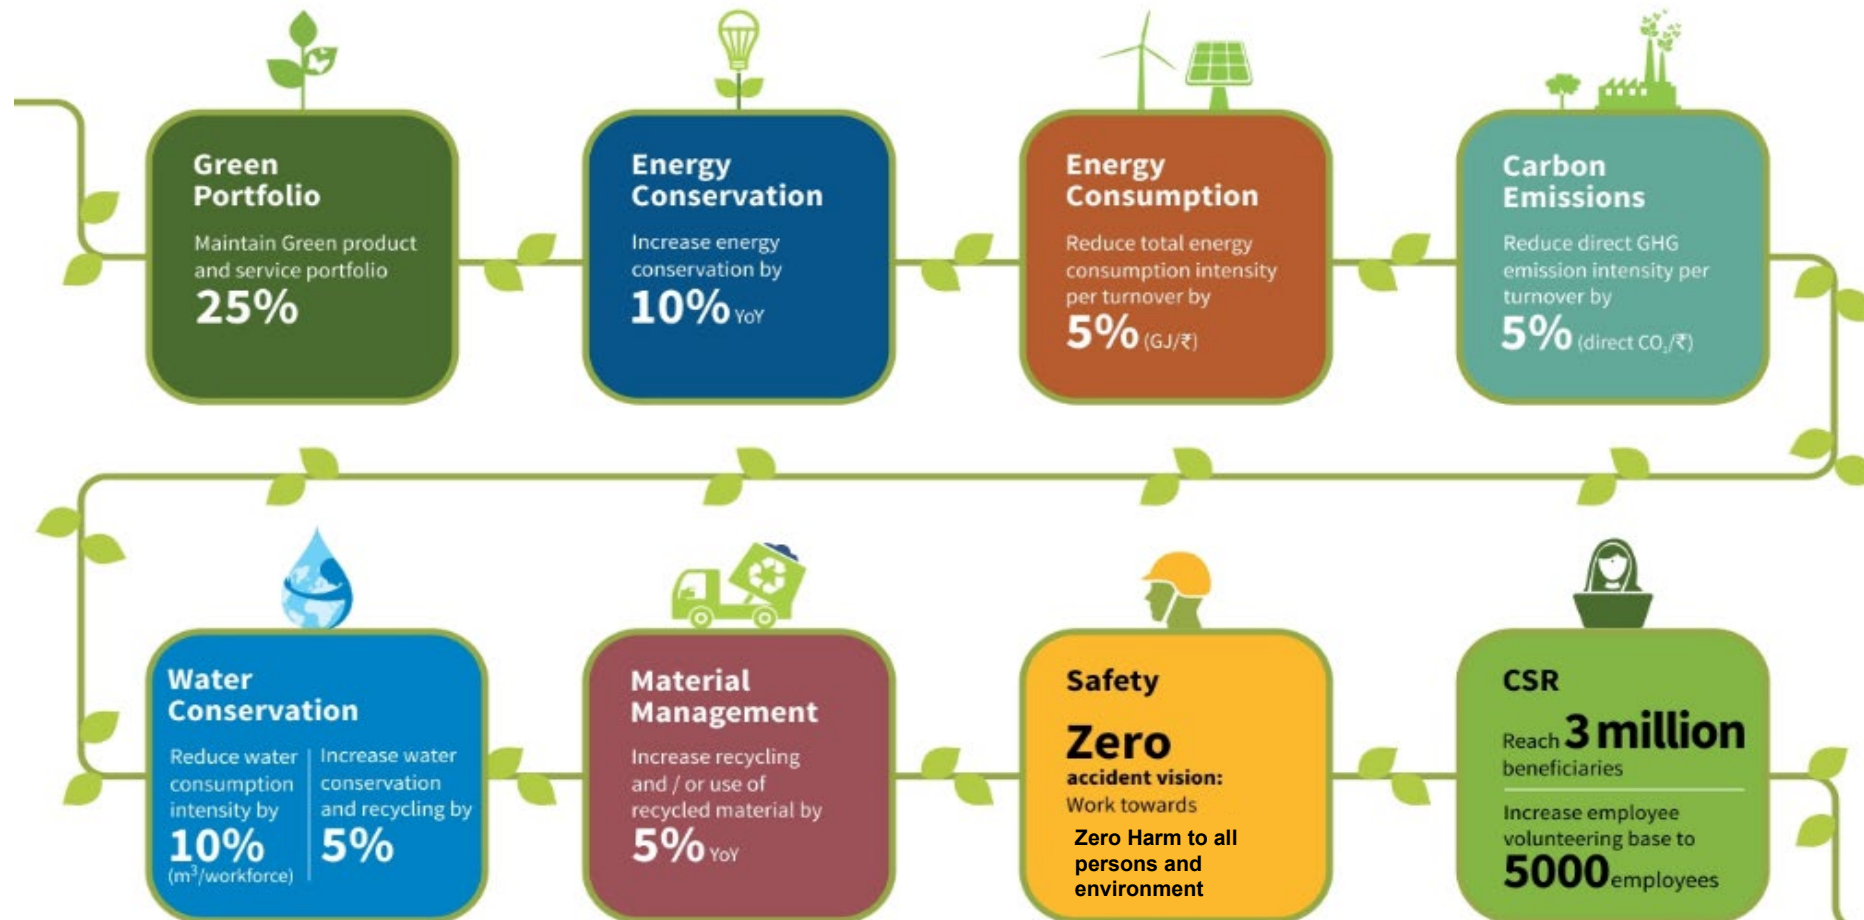 Green
Portfolio
Maintain Green product
and service portfolio
25%
Energy
Conservation
Increase energy
conservation by
10% YoY
Energy
Consumption
Reduce total energy
consumption intensity
per turnover by
5% (GJ/₹)
Carbon
Emissions
Reduce direct GHG
emission intensity per
turnover by
5% (direct CO₂/₹)
Water
Conservation
Reduce water
consumption
intensity by
10%
(m³/workforce)
Increase water
conservation
and recycling by
5%
Material
Management
Increase recycling
and / or use of
recycled material by
5% YoY
Safety
Zero
accident vision:
Work towards
Zero Harm to all
persons and
environment
CSR
Reach 3 million
beneficiaries
Increase employee
volunteering base to
5000 employees